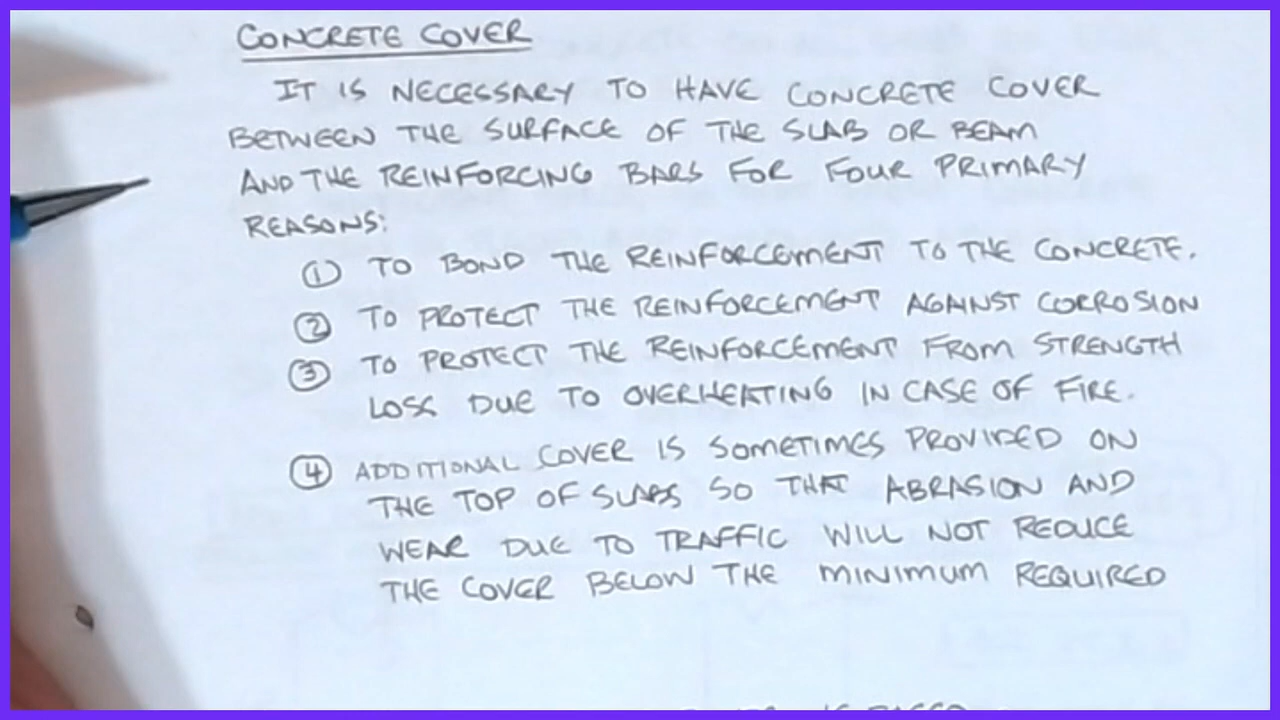 CONCRETE COVER
IT IS NECESSARY TO HAVE CONCRETE COVER
BETWEEN THE SURFACE OF THE SLAB OR BEAM
AND THE REINFORCING BARS FOR FOUR PRIMARY
REASONS:
① TO BOND THE REINFORCEMENT TO THE CONCRETE.
② TO PROTECT THE REINFORCEMENT AGAINST CORROSION
③ TO PROTECT THE REINFORCEMENT FROM STRENGTH
LOSS DUE TO OVERHEATING IN CASE OF FIRE.
④ ADDITIONAL COVER IS SOMETIMES PROVIDED ON
THE TOP OF SLABS SO THAT ABRASION AND
WEAR DUE TO TRAFFIC WILL NOT REDUCE
THE COVER BELOW THE MINIMUM REQUIRED